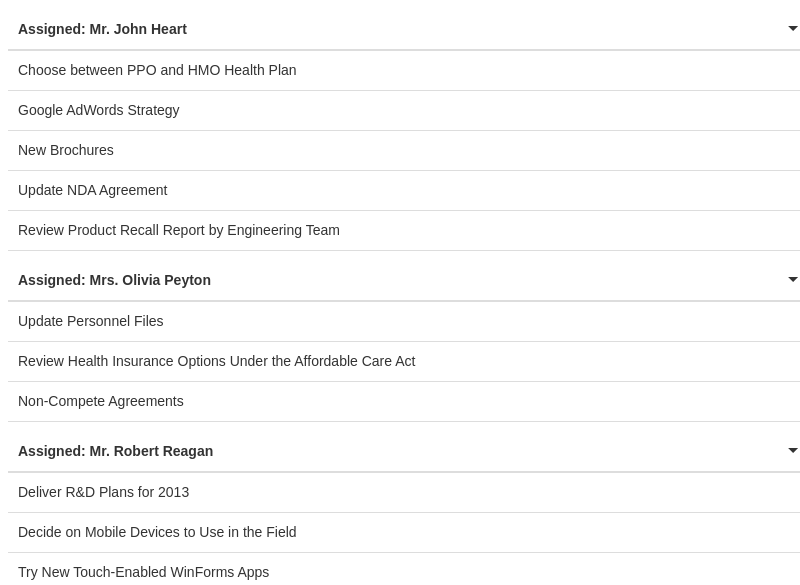 Assigned: Mr. John Heart
Choose between PPO and HMO Health Plan
Google AdWords Strategy
New Brochures
Update NDA Agreement
Review Product Recall Report by Engineering Team
Assigned: Mrs. Olivia Peyton
Update Personnel Files
Review Health Insurance Options Under the Affordable Care Act
Non-Compete Agreements
Assigned: Mr. Robert Reagan
Deliver R&D Plans for 2013
Decide on Mobile Devices to Use in the Field
Try New Touch-Enabled WinForms Apps